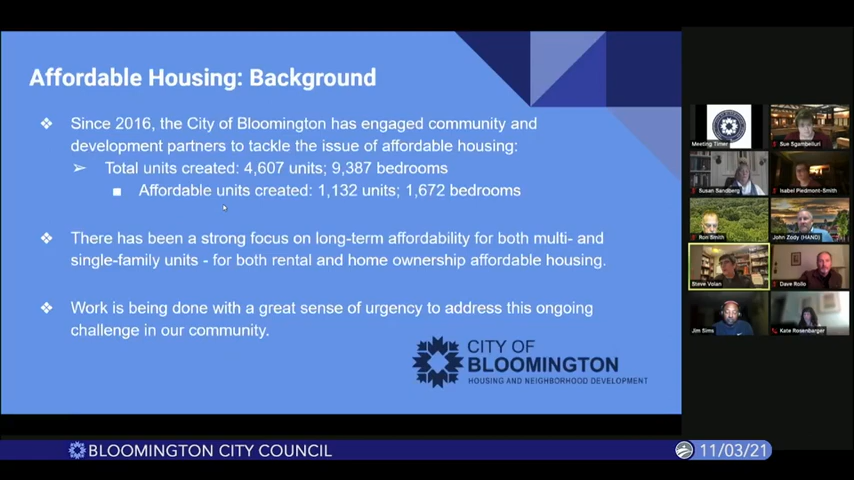 Affordable Housing: Background
Since 2016, the City of Bloomington has engaged community and
development partners to tackle the issue of affordable housing:
Total units created: 4,607 units; 9,387 bedrooms
Affordable units created: 1,132 units; 1,672 bedrooms
There has been a strong focus on long-term affordability for both multi- and
single-family units - for both rental and home ownership affordable housing.
Work is being done with a great sense of urgency to address this ongoing
challenge in our community.
CITY OF
BLOOMINGTON
HOUSING AND NEIGHBORHOOD DEVELOPMENT
Meeting Timer
Sue Sgambelluri
Susan Sandberg
Isabel Piedmont-Smith
Ron Smith
John Zody (HAND)
Steve Volan
Dave Rollo
Jim Sims
Kate Rosenbarger
BLOOMINGTON CITY COUNCIL
11/03/21